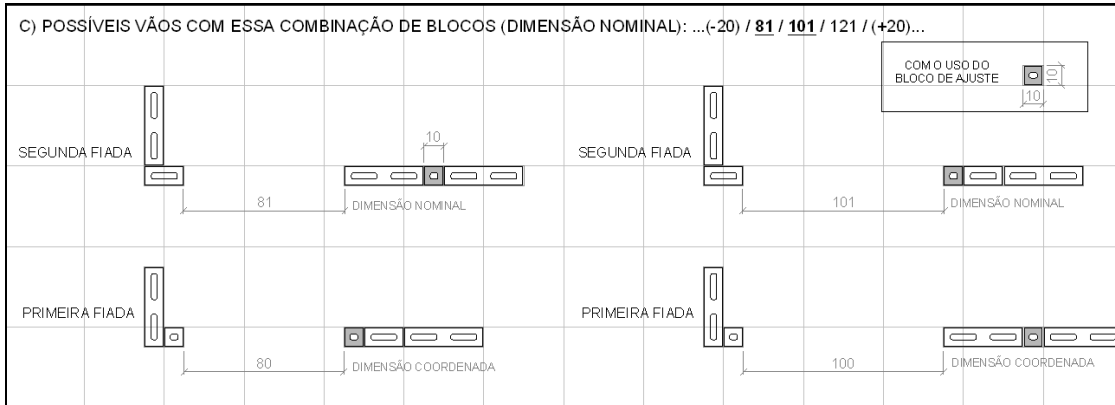 C) POSSÍVEIS VÃOS COM ESSA COMBINAÇÃO DE BLOCOS (DIMENSÃO NOMINAL): ...(-20) / 81 / 101 / 121 / (+20)...
COM O USO DO
BLOCO DE AJUSTE
10
10
SEGUNDA FIADA
10
81
DIMENSÃO NOMINAL
SEGUNDA FIADA
101
DIMENSÃO NOMINAL
PRIMEIRA FIADA
80
DIMENSÃO COORDENADA
PRIMEIRA FIADA
100
DIMENSÃO COORDENADA